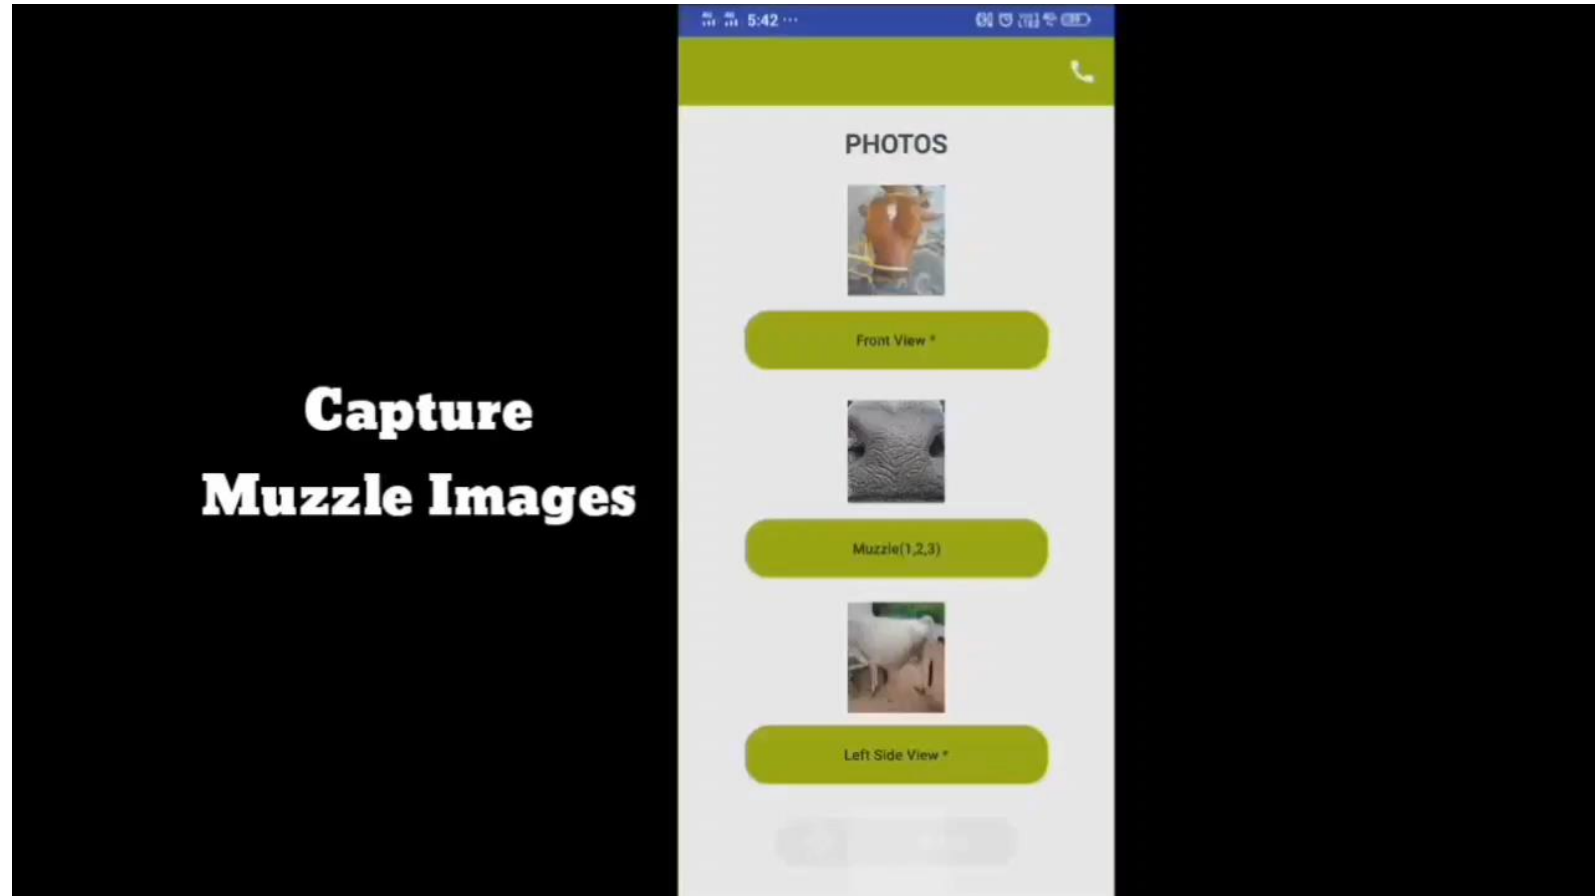 5:42 ...
PHOTOS
Front View *
Capture
Muzzle Images
Muzzle(1,2,3)
Left Side View *